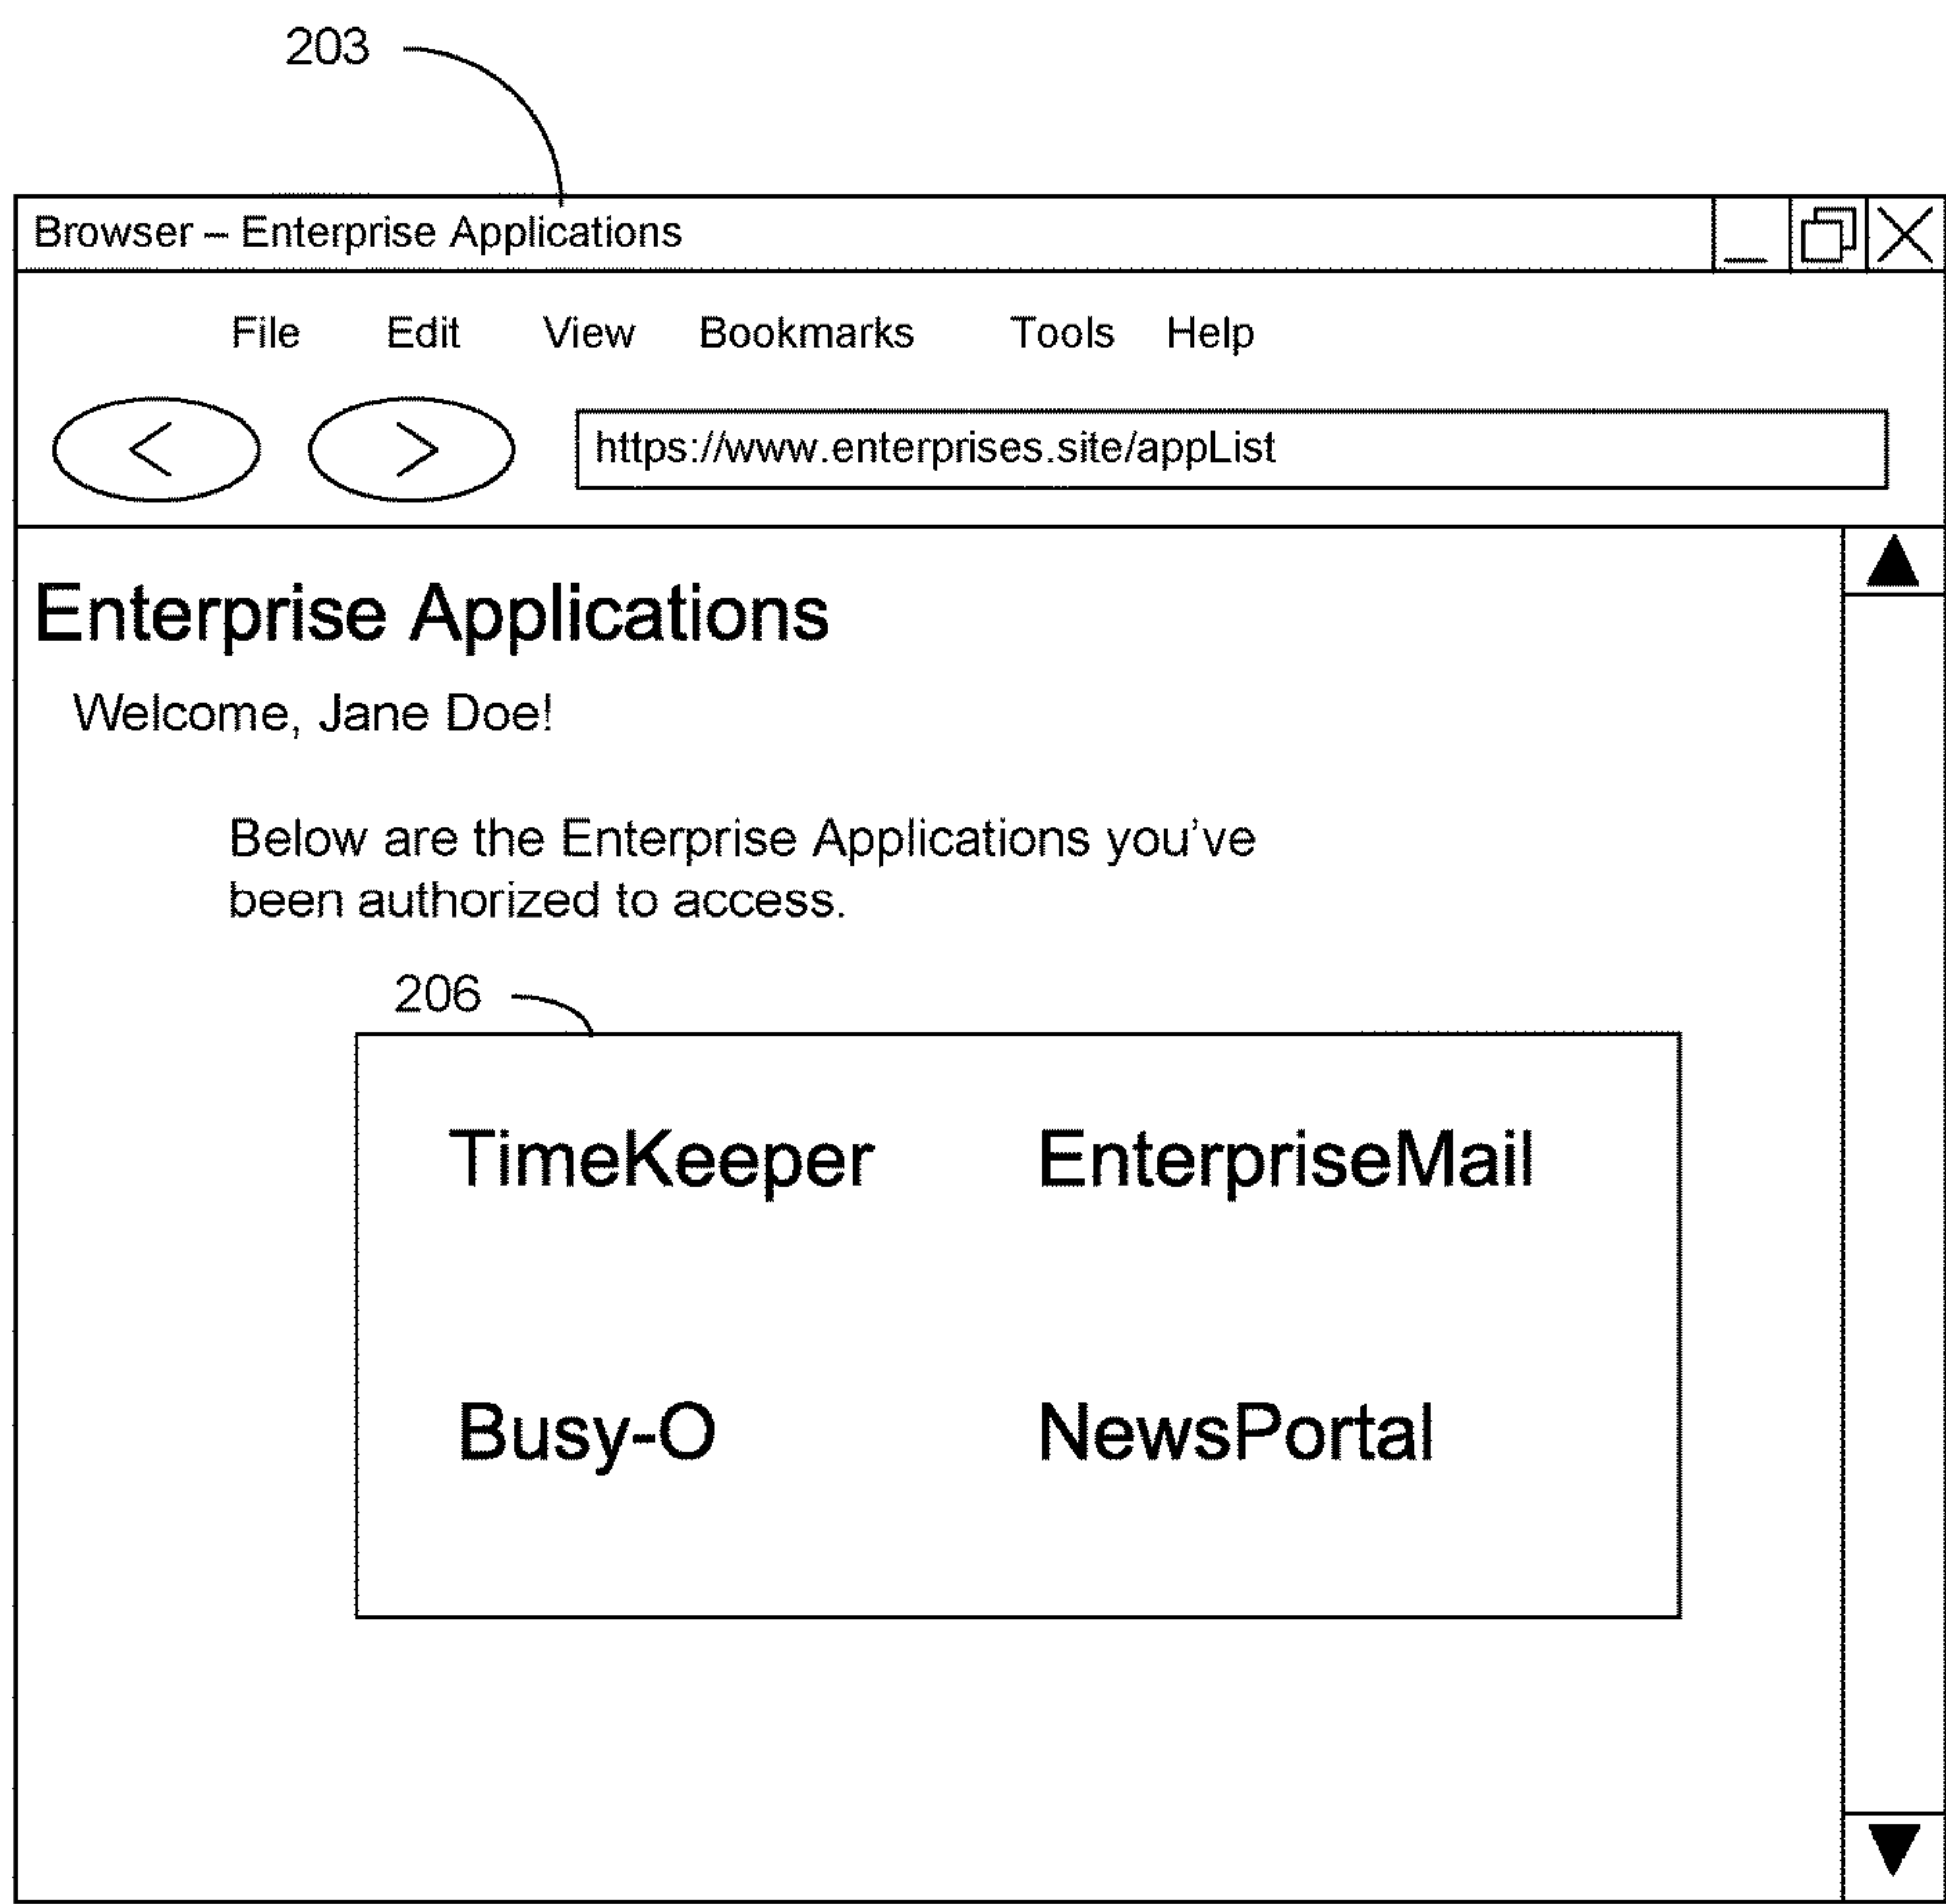 203
Browser – Enterprise Applications
File Edit View Bookmarks Tools Help
< > https://www.enterprises.site/appList
Enterprise Applications
Welcome, Jane Doe!
Below are the Enterprise Applications you've
been authorized to access.
206
TimeKeeper EnterpriseMail
Busy-O NewsPortal